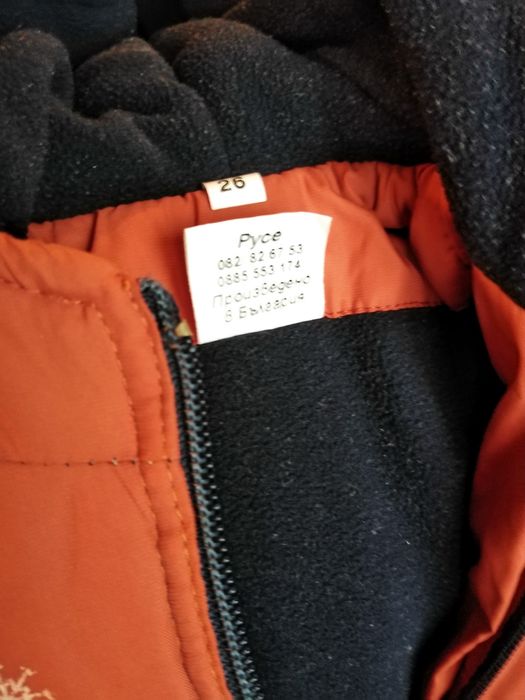 26
Русе
082 82 67 53
0885 553 174
Произведено
в България